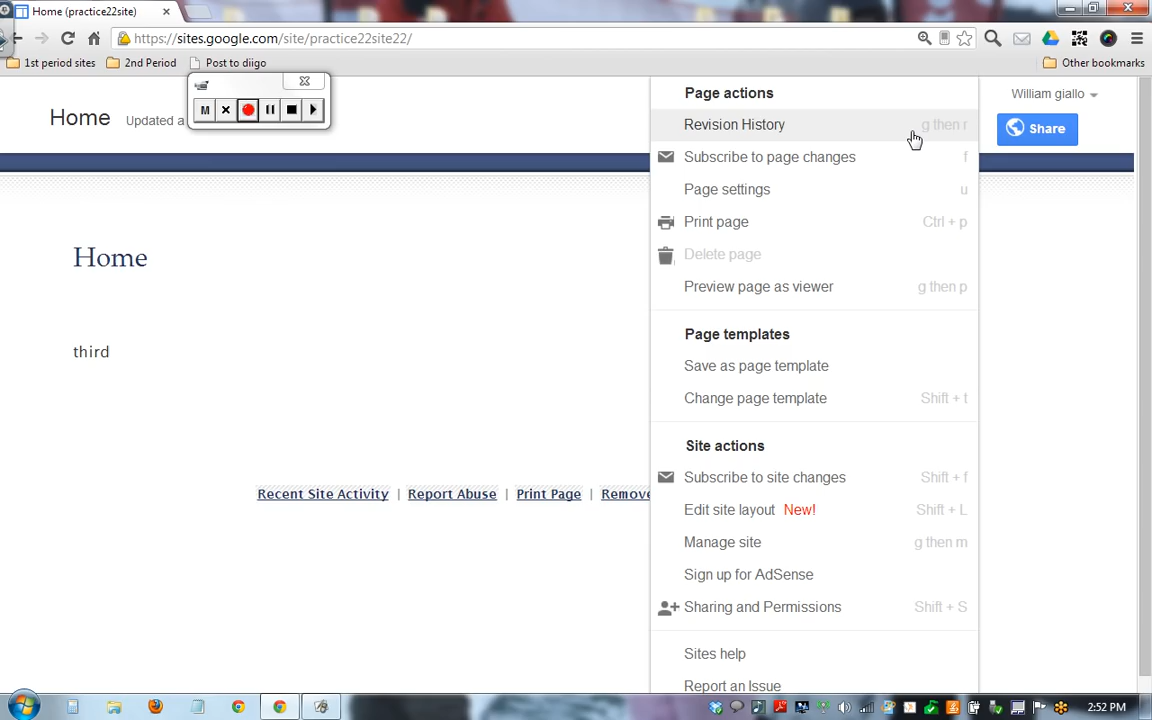 Home (practice22site)
https://sites.google.com/site/practice22site22/
1st period sites
2nd Period
Post to diigo
Other bookmarks
M
Home
Updated a
William giallo
Share
Page actions
Revision History g then r
Subscribe to page changes f
Page settings u
Print page Ctrl + p
Delete page
Preview page as viewer g then p
Page templates
Save as page template
Change page template Shift + t
Site actions
Subscribe to site changes Shift + f
Edit site layout New! Shift + L
Manage site g then m
Sign up for AdSense
Sharing and Permissions Shift + S
Sites help
Report an Issue
Home
third
Recent Site Activity | Report Abuse | Print Page | Remove
2:52 PM